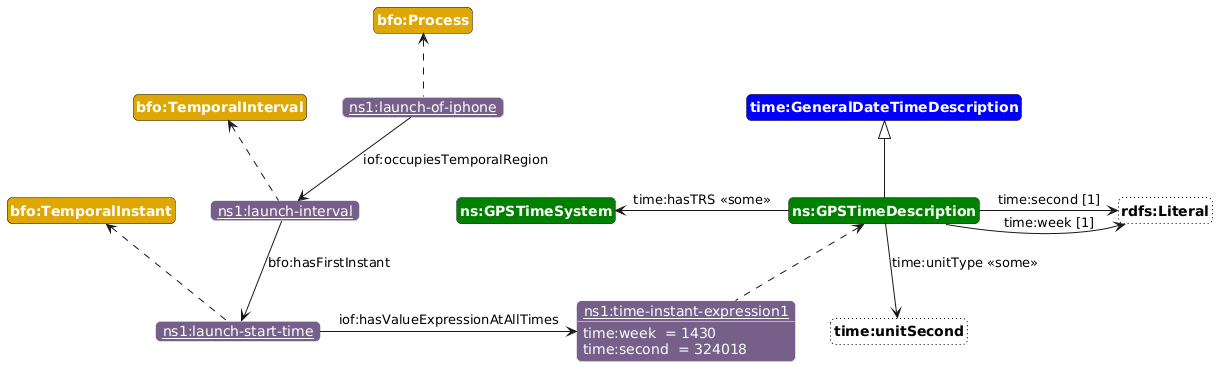 bfo:Process
bfo:TemporalInterval
ns1:launch-of-iphone
time:GeneralDateTimeDescription
iof:occupiesTemporalRegion
bfo:TemporalInstant
ns1:launch-interval
ns:GPSTimeSystem
time:hasTRS «some»
ns:GPSTimeDescription
time:second [1]
time:week [1]
rdfs:Literal
bfo:hasFirstInstant
time:unitType «some»
ns1:launch-start-time
iof:hasValueExpressionAtAllTimes
ns1:time-instant-expression1
time:week = 1430
time:second = 324018
time:unitSecond